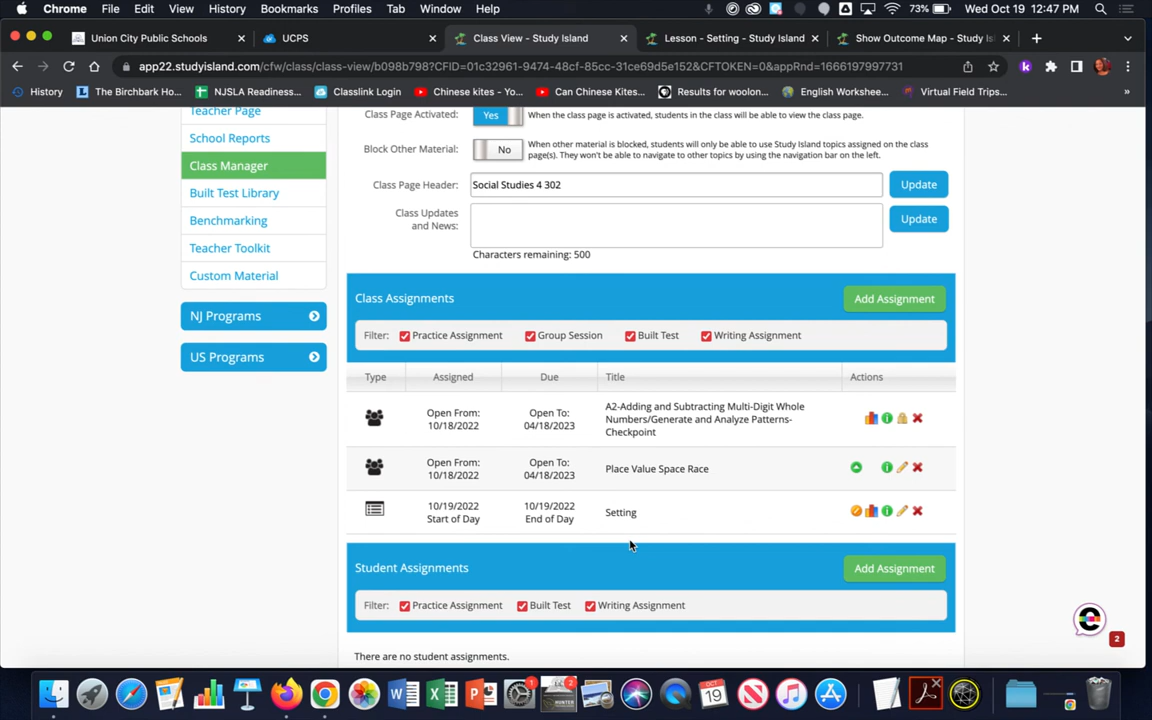 Chrome File Edit View History Bookmarks Profiles Tab Window Help 73% Wed Oct 19 12:47 PM
Union City Public Schools UCPS Class View - Study Island Lesson - Setting - Study Island Show Outcome Map - Study Isl
app22.studyisland.com/cfw/class/class-view/b098b798?CFID=01c32961-9474-48cf-85cc-31ce69d5e152&CFTOKEN=0&appRnd=1666197997731
History The Birchbark Ho... NJSLA Readiness... Classlink Login Chinese kites - Yo... Can Chinese Kites... Results for woolon... English Workshee... Virtual Field Trips... »
Teacher Page
School Reports
Class Manager
Built Test Library
Benchmarking
Teacher Toolkit
Custom Material
NJ Programs
US Programs
Class Page Activated: Yes When the class page is activated, students in the class will be able to view the class page.
Block Other Material: No When other material is blocked, students will only be able to use Study Island topics assigned on the class
page(s). They won't be able to navigate to other topics by using the navigation bar on the left.
Class Page Header: Social Studies 4 302 Update
Class Updates
and News: Update
Characters remaining: 500
Class Assignments Add Assignment
Filter: Practice Assignment Group Session Built Test Writing Assignment
Type Assigned Due Title Actions
Open From:
10/18/2022
Open To:
04/18/2023
A2-Adding and Subtracting Multi-Digit Whole
Numbers/Generate and Analyze Patterns-
Checkpoint
Open From:
10/18/2022
Open To:
04/18/2023
Place Value Space Race
10/19/2022
Start of Day
10/19/2022
End of Day
Setting
Student Assignments Add Assignment
Filter: Practice Assignment Built Test Writing Assignment
There are no student assignments.
2
1
2
OCT
19